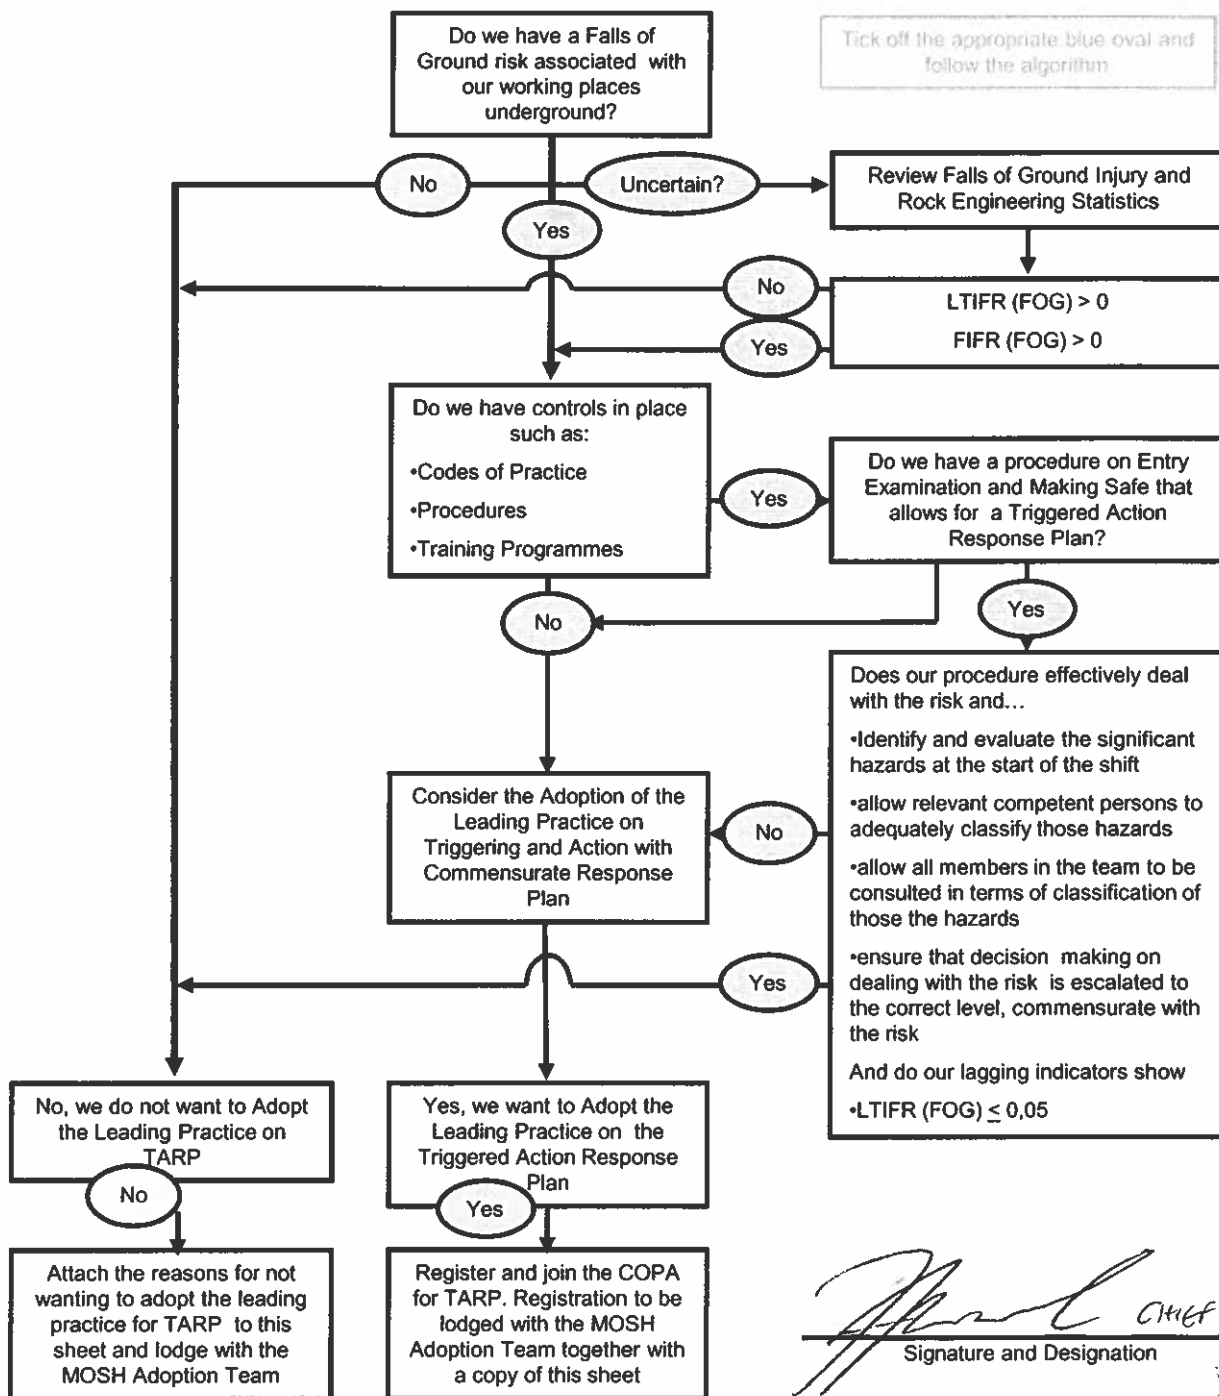 Do we have a Falls of
Ground risk associated with
our working places
underground?
Tick off the appropriate blue oval and
follow the algorithm
No
Uncertain?
Yes
Review Falls of Ground Injury and
Rock Engineering Statistics
No
Yes
LTIFR (FOG) > 0
FIFR (FOG) > 0
Do we have controls in place
such as:
•Codes of Practice
•Procedures
•Training Programmes
Yes
Do we have a procedure on Entry
Examination and Making Safe that
allows for a Triggered Action
Response Plan?
No
Yes
Does our procedure effectively deal
with the risk and...
•Identify and evaluate the significant
hazards at the start of the shift
•allow relevant competent persons to
adequately classify those hazards
•allow all members in the team to be
consulted in terms of classification of
those the hazards
•ensure that decision making on
dealing with the risk is escalated to
the correct level, commensurate with
the risk
And do our lagging indicators show
•LTIFR (FOG) ≤ 0,05
Consider the Adoption of the
Leading Practice on
Triggering and Action with
Commensurate Response
Plan
No
Yes
No, we do not want to Adopt
the Leading Practice on
TARP
No
Yes, we want to Adopt the
Leading Practice on the
Triggered Action Response
Plan
Yes
Attach the reasons for not
wanting to adopt the leading
practice for TARP to this
sheet and lodge with the
MOSH Adoption Team
Register and join the COPA
for TARP. Registration to be
lodged with the MOSH
Adoption Team together with
a copy of this sheet
CHIEF
Signature and Designation